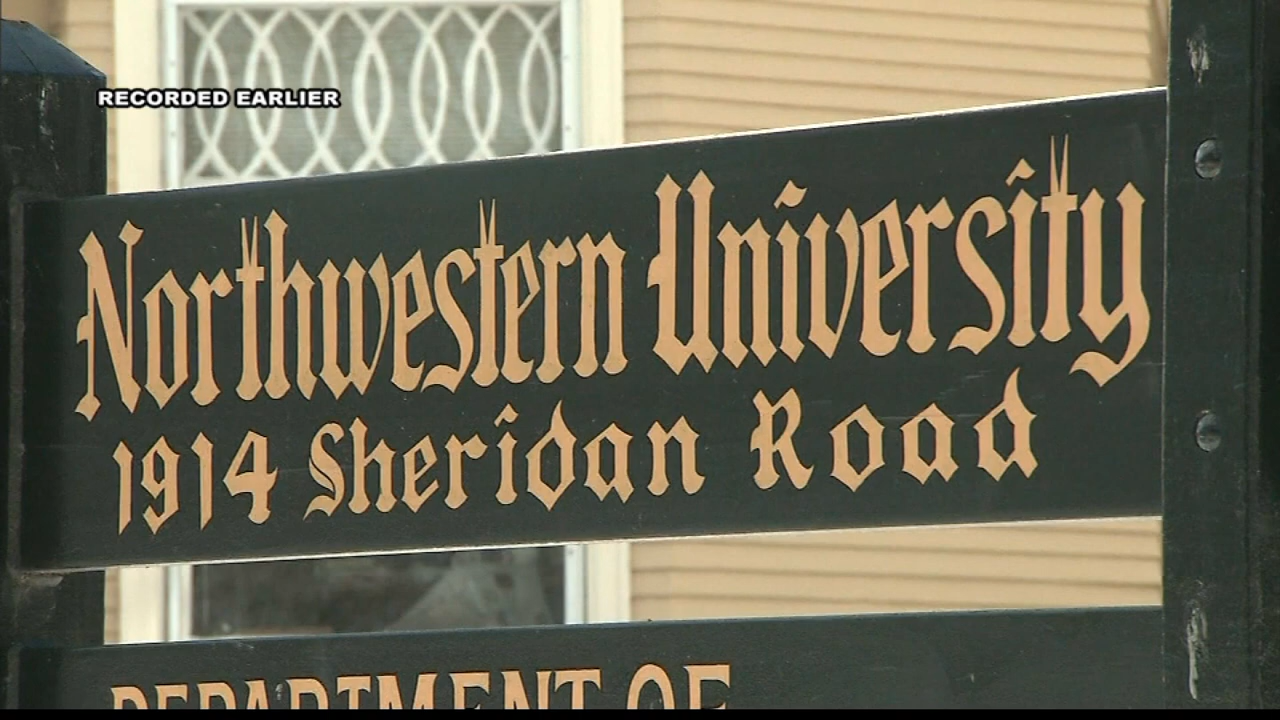 RECORDED EARLIER
Northwestern University
1914 Sheridan Road
DEPARTMENT OF